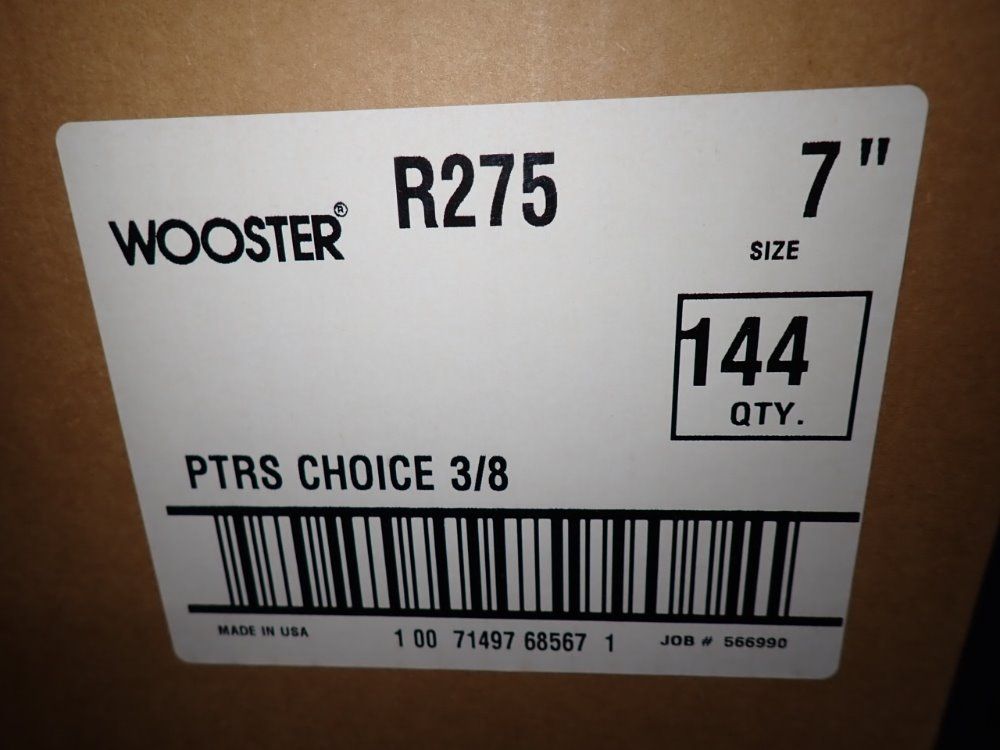 WOOSTER®
R275
7"
SIZE
144
QTY.
PTRS CHOICE 3/8
MADE IN USA
1 00 71497 68567 1
JOB # 566990